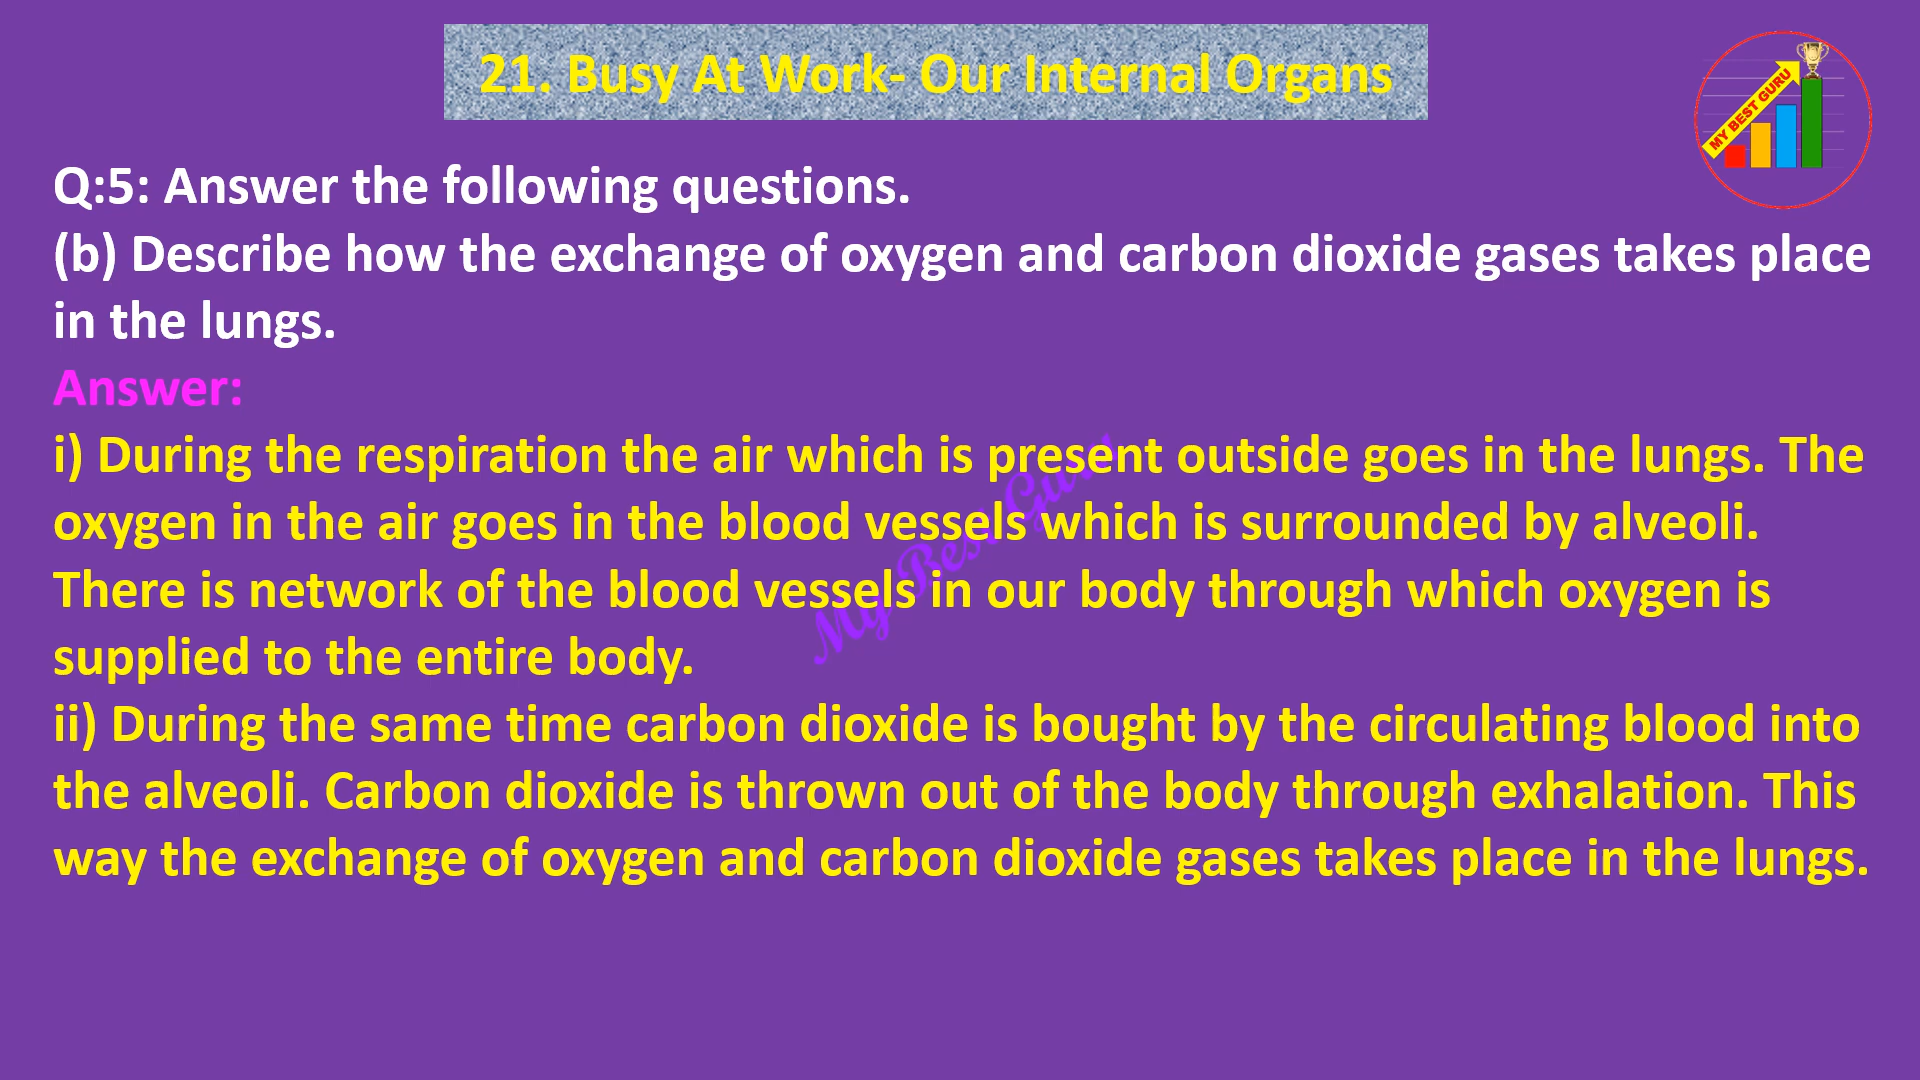 21. Busy At Work- Our Internal Organs
MY BEST GURU
Q:5: Answer the following questions.
(b) Describe how the exchange of oxygen and carbon dioxide gases takes place
in the lungs.
Answer:
i) During the respiration the air which is present outside goes in the lungs. The
oxygen in the air goes in the blood vessels which is surrounded by alveoli.
There is network of the blood vessels in our body through which oxygen is
supplied to the entire body.
ii) During the same time carbon dioxide is bought by the circulating blood into
the alveoli. Carbon dioxide is thrown out of the body through exhalation. This
way the exchange of oxygen and carbon dioxide gases takes place in the lungs.
My Best Guru